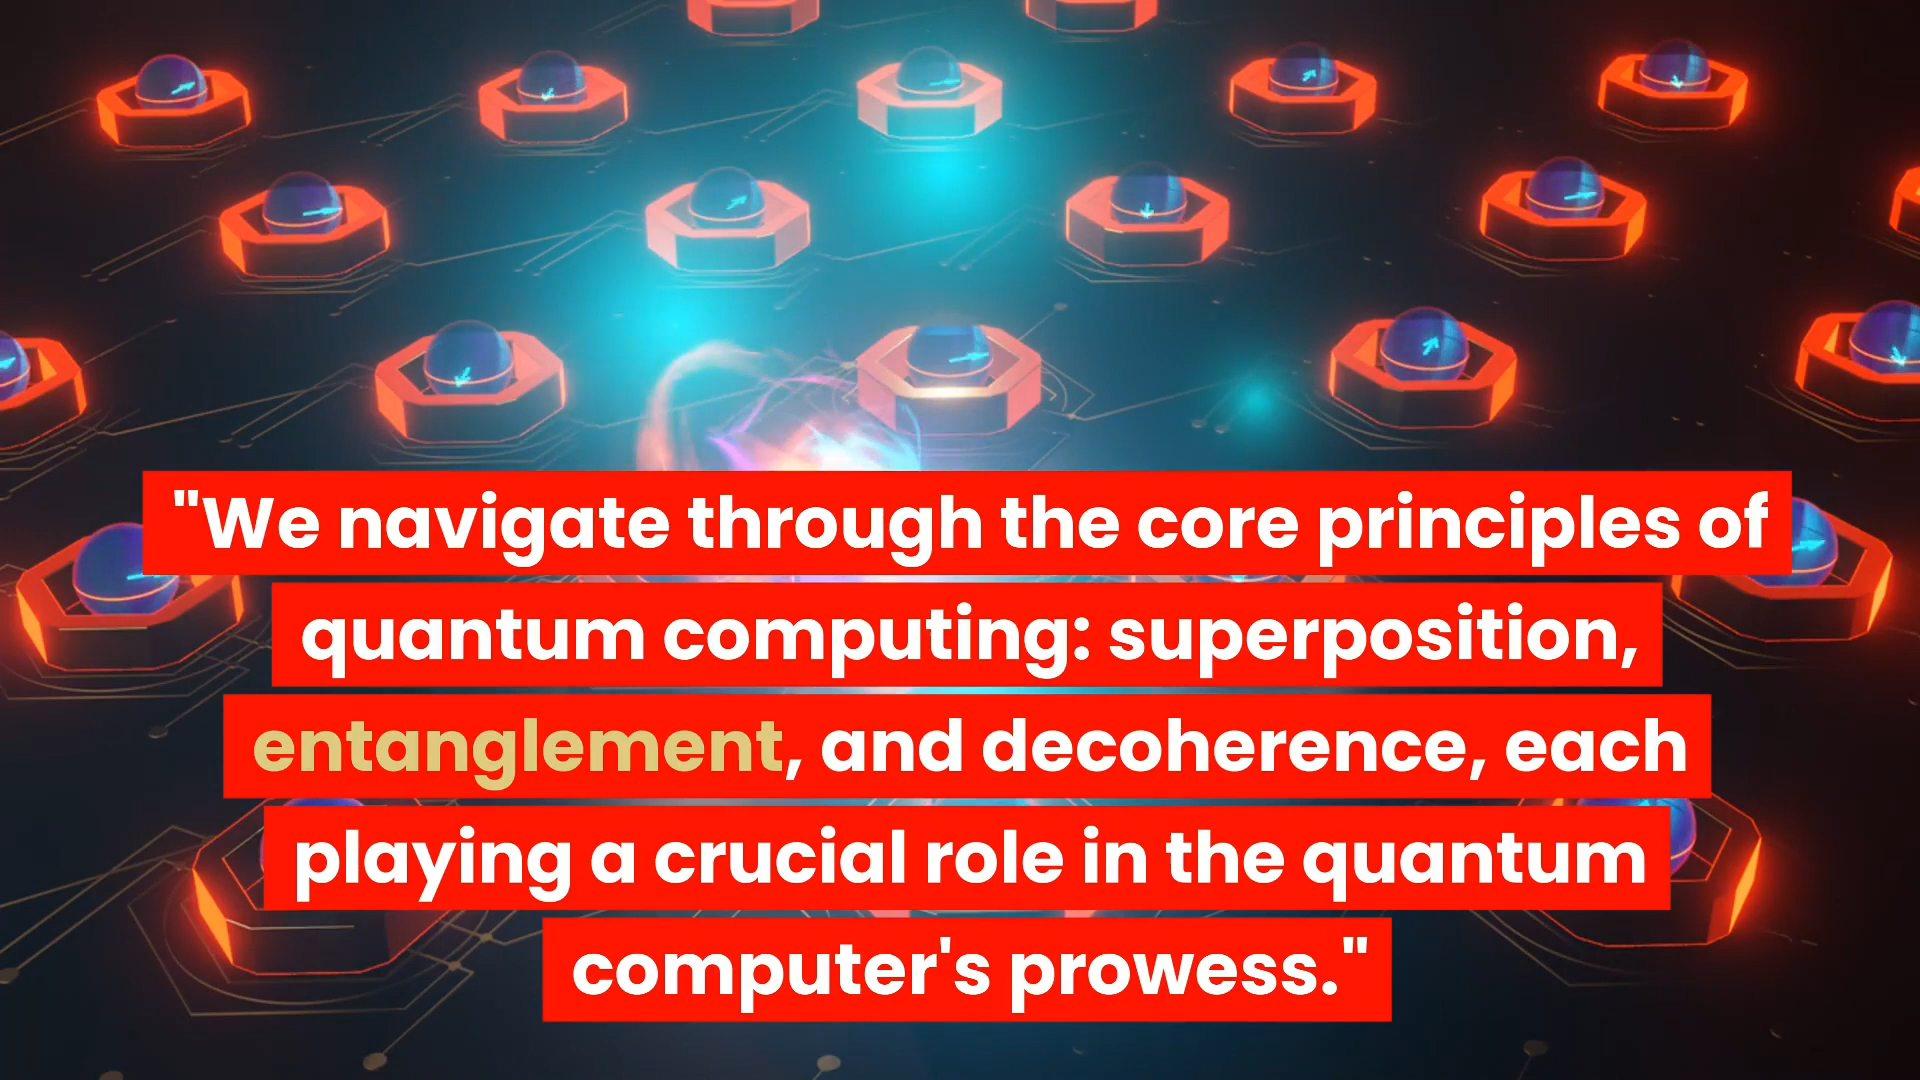 "We navigate through the core principles of
quantum computing: superposition,
entanglement, and decoherence, each
playing a crucial role in the quantum
computer's prowess."